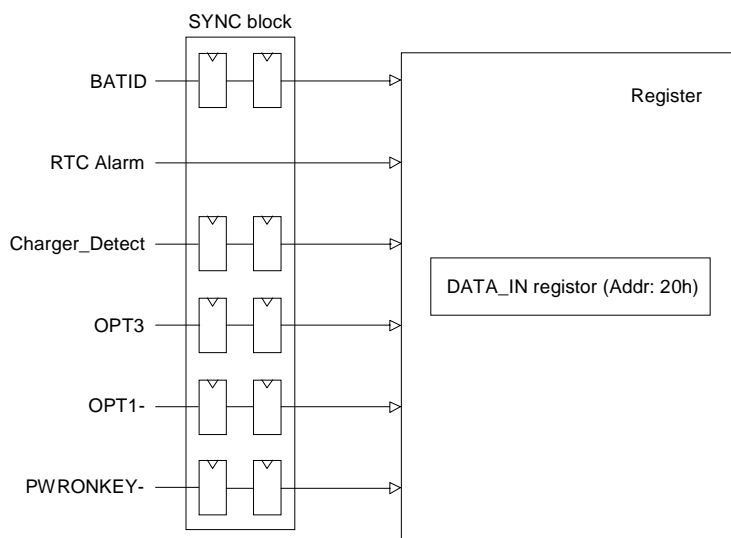 SYNC block
BATID
Register
RTC Alarm
Charger_Detect
DATA_IN registor (Addr: 20h)
OPT3
OPT1-
PWRONKEY-